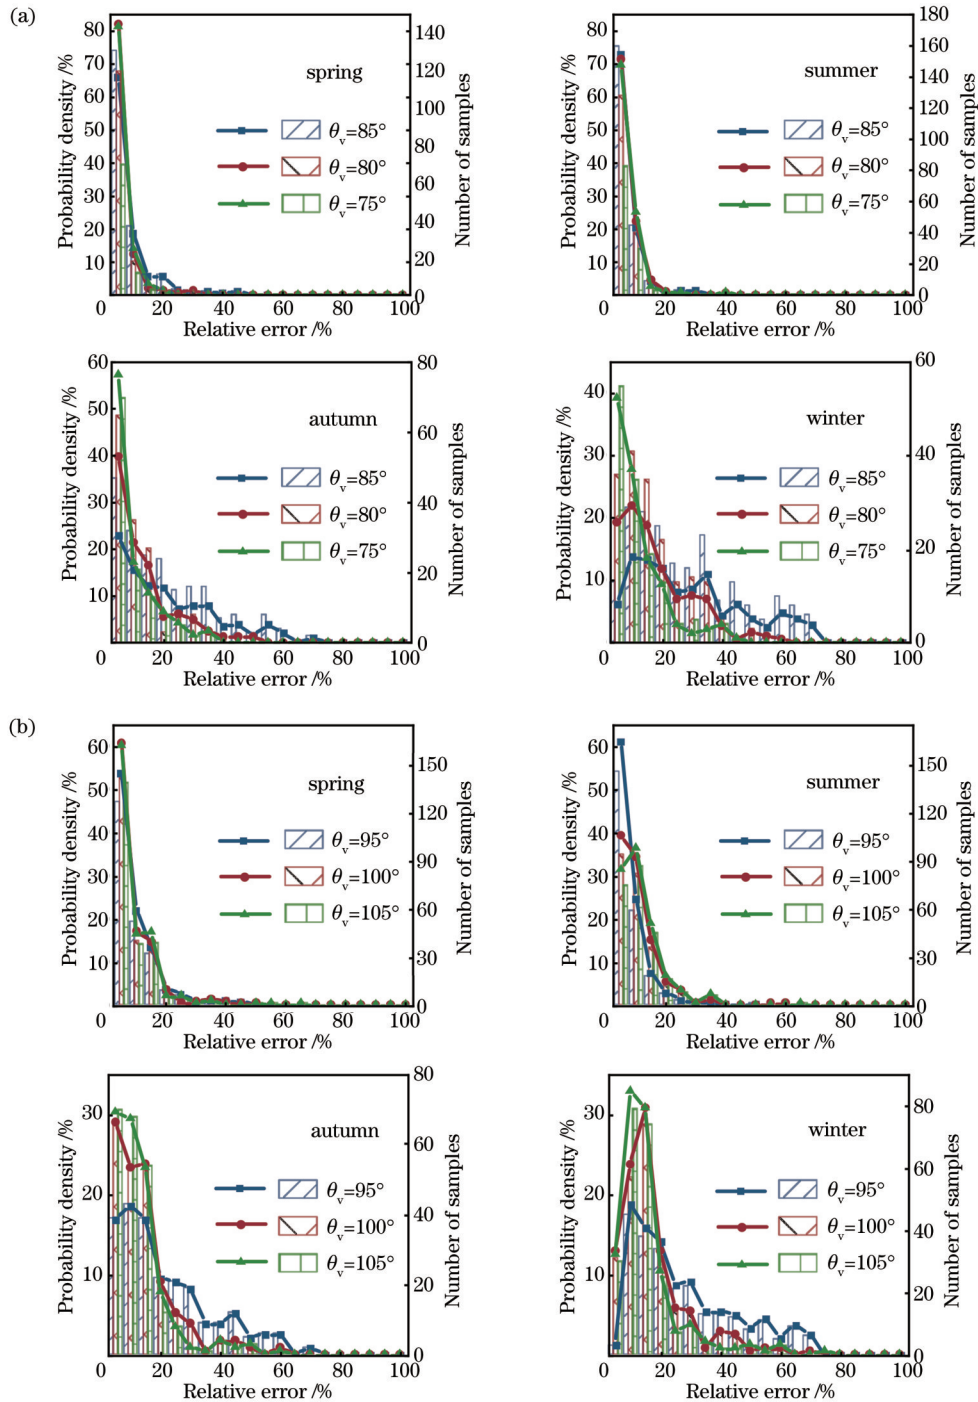 (a)
80
70
60
50
40
30
20
10
0
20
40
60
80
100
140
120
100
80
60
40
20
0
Probability density /%
Number of samples
Relative error /%
spring
θv=85°
θv=80°
θv=75°
80
70
60
50
40
30
20
10
0
20
40
60
80
100
180
160
140
120
100
80
60
40
20
0
Probability density /%
Number of samples
Relative error /%
summer
θv=85°
θv=80°
θv=75°
60
50
40
30
20
10
0
20
40
60
80
100
80
60
40
20
0
Probability density /%
Number of samples
Relative error /%
autumn
θv=85°
θv=80°
θv=75°
40
30
20
10
0
20
40
60
80
100
60
40
20
0
Probability density /%
Number of samples
Relative error /%
winter
θv=85°
θv=80°
θv=75°
(b)
60
50
40
30
20
10
0
20
40
60
80
100
150
120
90
60
30
0
Probability density /%
Number of samples
Relative error /%
spring
θv=95°
θv=100°
θv=105°
60
50
40
30
20
10
0
20
40
60
80
100
150
120
90
60
30
0
Probability density /%
Number of samples
Relative error /%
summer
θv=95°
θv=100°
θv=105°
30
20
10
0
20
40
60
80
100
80
60
40
20
0
Probability density /%
Number of samples
Relative error /%
autumn
θv=95°
θv=100°
θv=105°
30
20
10
0
20
40
60
80
100
80
60
40
20
0
Probability density /%
Number of samples
Relative error /%
winter
θv=95°
θv=100°
θv=105°